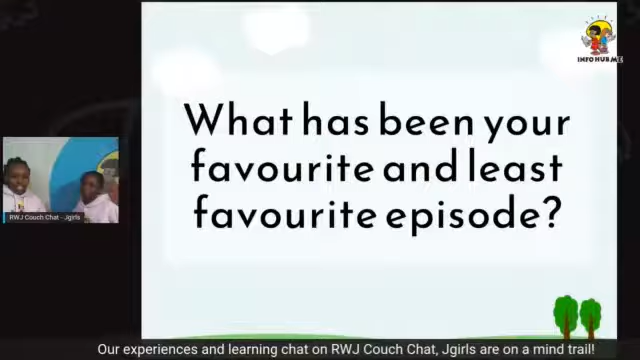 INFO HUB ME
What has been your
favourite and least
favourite episode?
RWJ Couch Chat - Jgirls
Our experiences and learning chat on RWJ Couch Chat, Jgirls are on a mind trail!